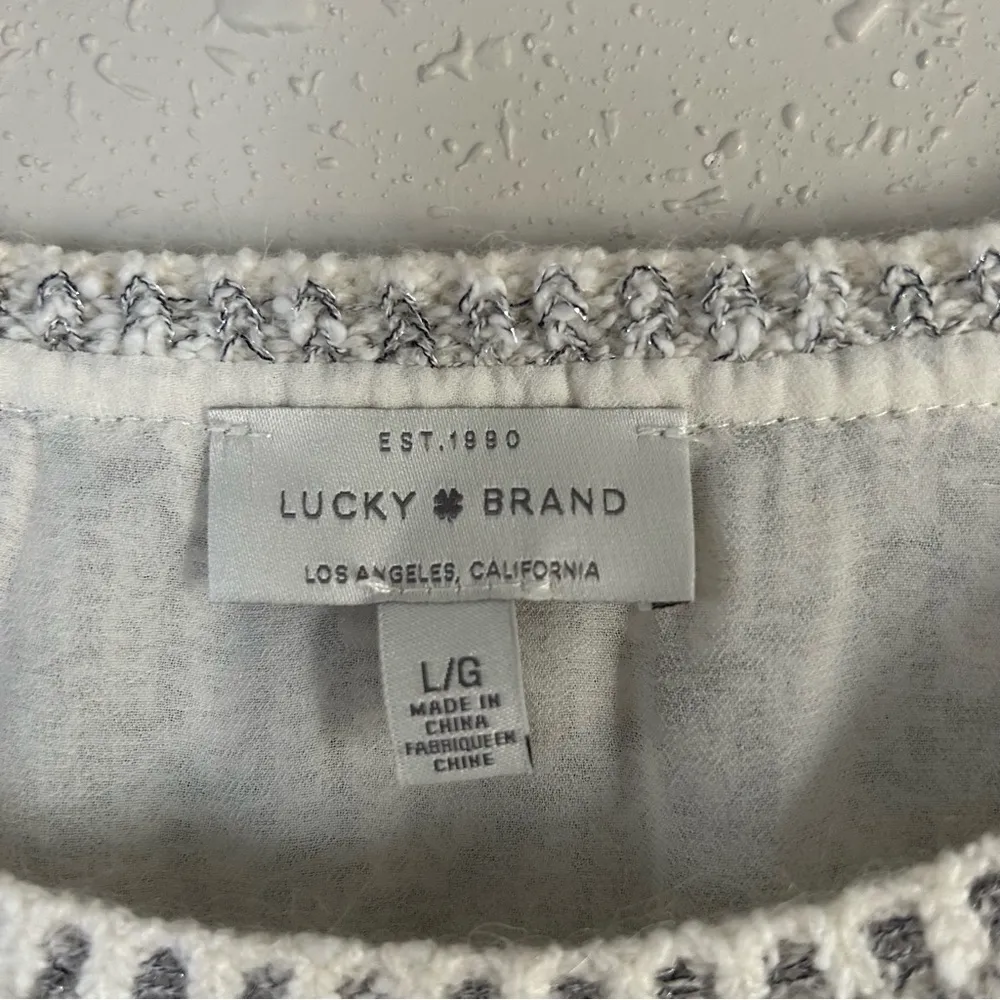 EST.1990
LUCKY BRAND
LOS ANGELES, CALIFORNIA
L/G
MADE IN
CHINA
FABRIQUE EN
CHINE